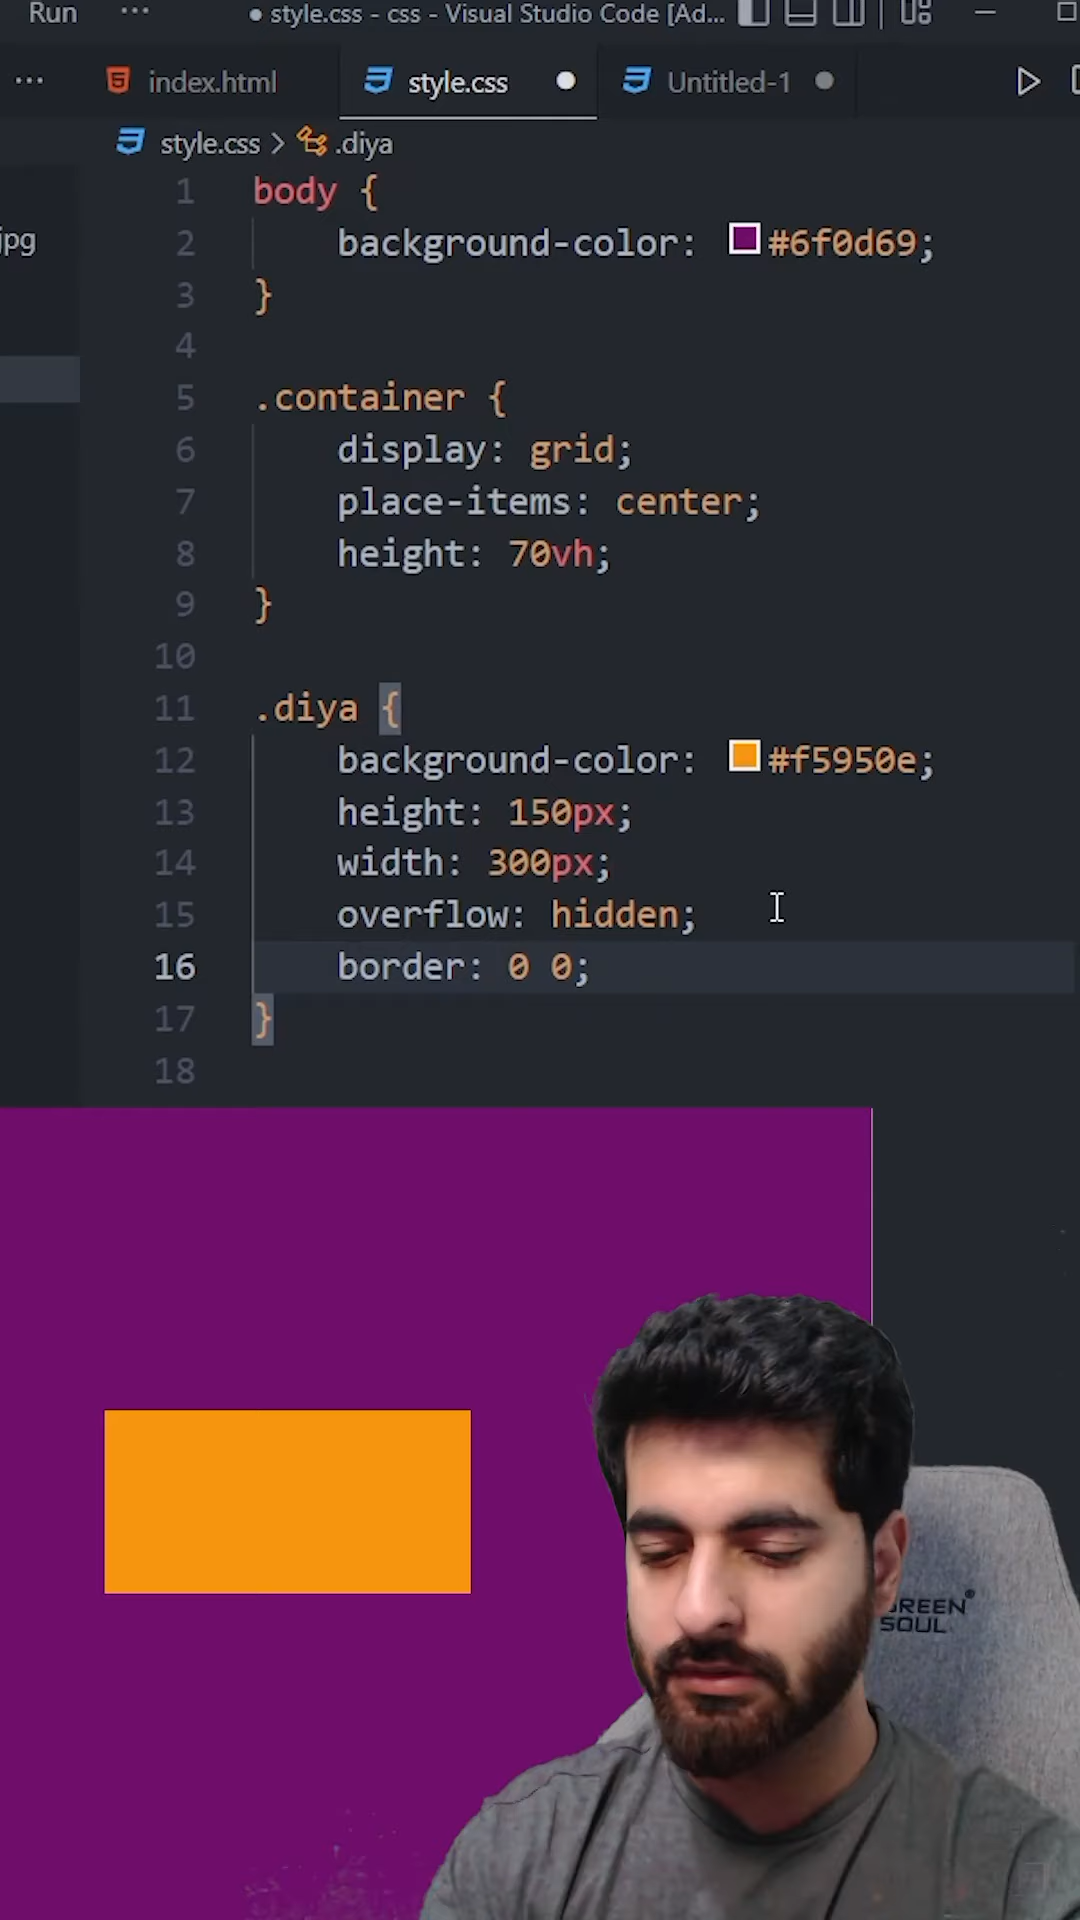 Run ··· ● style.css - css - Visual Studio Code [Ad...
··· index.html style.css ● Untitled-1 ●
style.css > .diya
jpg
1 body {
2 background-color: #6f0d69;
3 }
4
5 .container {
6 display: grid;
7 place-items: center;
8 height: 70vh;
9 }
10
11 .diya {
12 background-color: #f5950e;
13 height: 150px;
14 width: 300px;
15 overflow: hidden;
16 border: 0 0;
17 }
18
GREEN
SOUL®